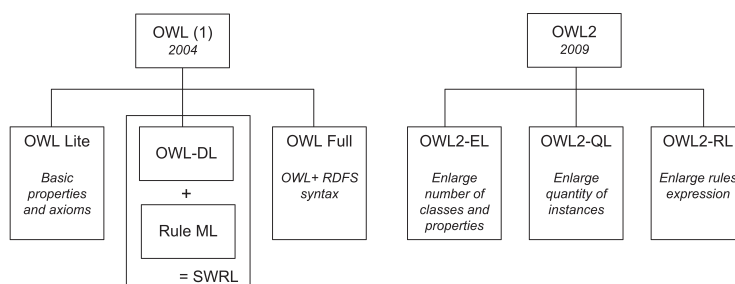 OWL (1)
2004
OWL2
2009
OWL Lite
Basic
properties
and axioms
OWL-DL
+
Rule ML
= SWRL
OWL Full
OWL+ RDFS
syntax
OWL2-EL
Enlarge
number of
classes and
properties
OWL2-QL
Enlarge
quantity of
instances
OWL2-RL
Enlarge rules
expression